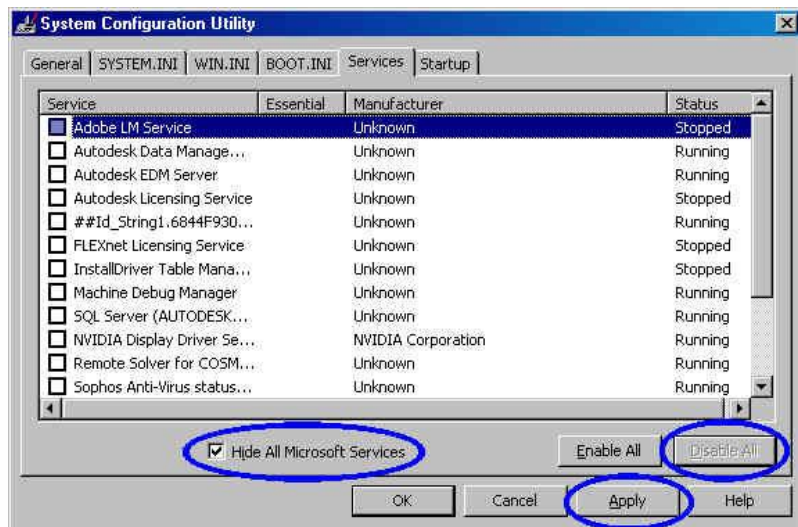 System Configuration Utility
General SYSTEM.INI WIN.INI BOOT.INI Services Startup
Service Essential Manufacturer Status
Adobe LM Service Unknown Stopped
Autodesk Data Manage... Unknown Running
Autodesk EDM Server Unknown Running
Autodesk Licensing Service Unknown Stopped
##Id_String1.6844F930... Unknown Running
FLEXnet Licensing Service Unknown Stopped
InstallDriver Table Mana... Unknown Stopped
Machine Debug Manager Unknown Running
SQL Server (AUTODESK... Unknown Running
NVIDIA Display Driver Se... NVIDIA Corporation Running
Remote Solver for COSM... Unknown Running
Sophos Anti-Virus status... Unknown Running
Hide All Microsoft Services Enable All Disable All
OK Cancel Apply Help